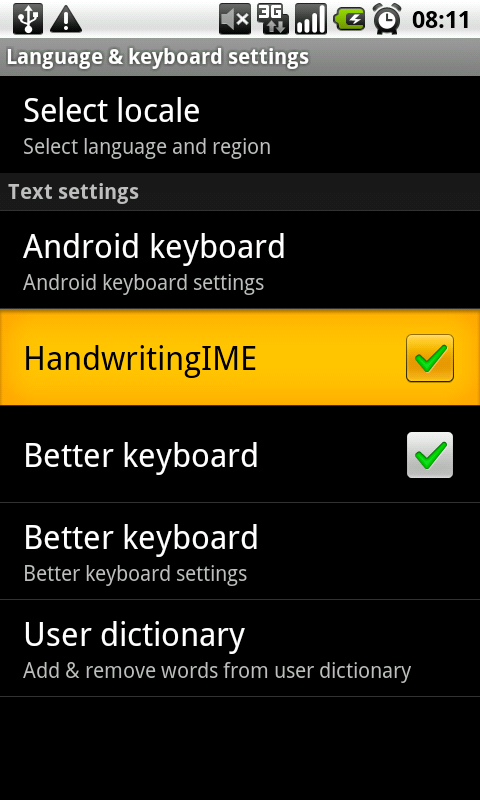 3G 08:11
Language & keyboard settings
Select locale
Select language and region
Text settings
Android keyboard
Android keyboard settings
HandwritingIME
Better keyboard
Better keyboard
Better keyboard settings
User dictionary
Add & remove words from user dictionary